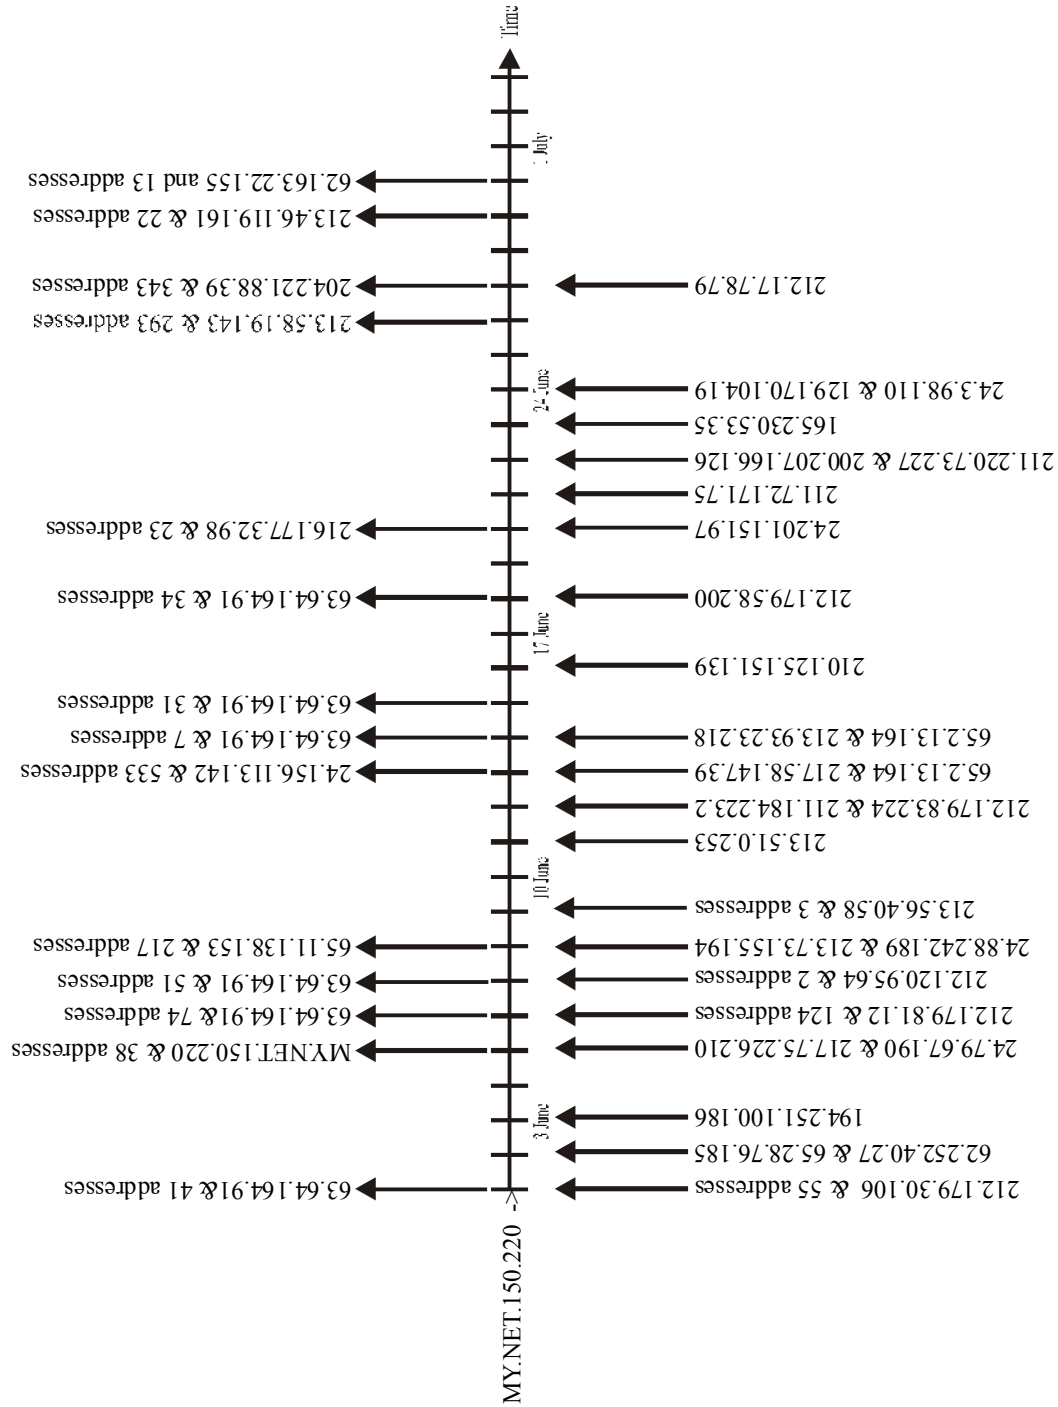 Time
1 July
24 June
17 June
10 June
3 June
MY.NET.150.220 ->
62.163.22.155 and 13 addresses
213.46.119.161 & 22 addresses
204.221.88.39 & 343 addresses
213.58.19.143 & 293 addresses
216.177.32.98 & 23 addresses
63.64.164.91 & 34 addresses
63.64.164.91 & 31 addresses
63.64.164.91 & 7 addresses
24.156.113.142 & 533 addresses
65.11.138.153 & 217 addresses
63.64.164.91 & 51 addresses
63.64.164.91& 74 addresses
MY.NET.150.220 & 38 addresses
63.64.164.91& 41 addresses
212.17.78.79
24.3.98.110 & 129.170.104.19
165.230.53.35
211.220.73.227 & 200.207.166.126
211.72.171.75
24.201.151.97
212.179.58.200
210.125.151.139
65.2.13.164 & 213.93.23.218
65.2.13.164 & 217.58.147.39
212.179.83.224 & 211.184.223.2
213.51.0.253
213.56.40.58 & 3 addresses
24.88.242.189 & 213.73.155.194
212.120.95.64 & 2 addresses
212.179.81.12 & 124 addresses
24.79.67.190 & 217.75.226.210
194.251.100.186
62.252.40.27 & 65.28.76.185
212.179.30.106 & 55 addresses